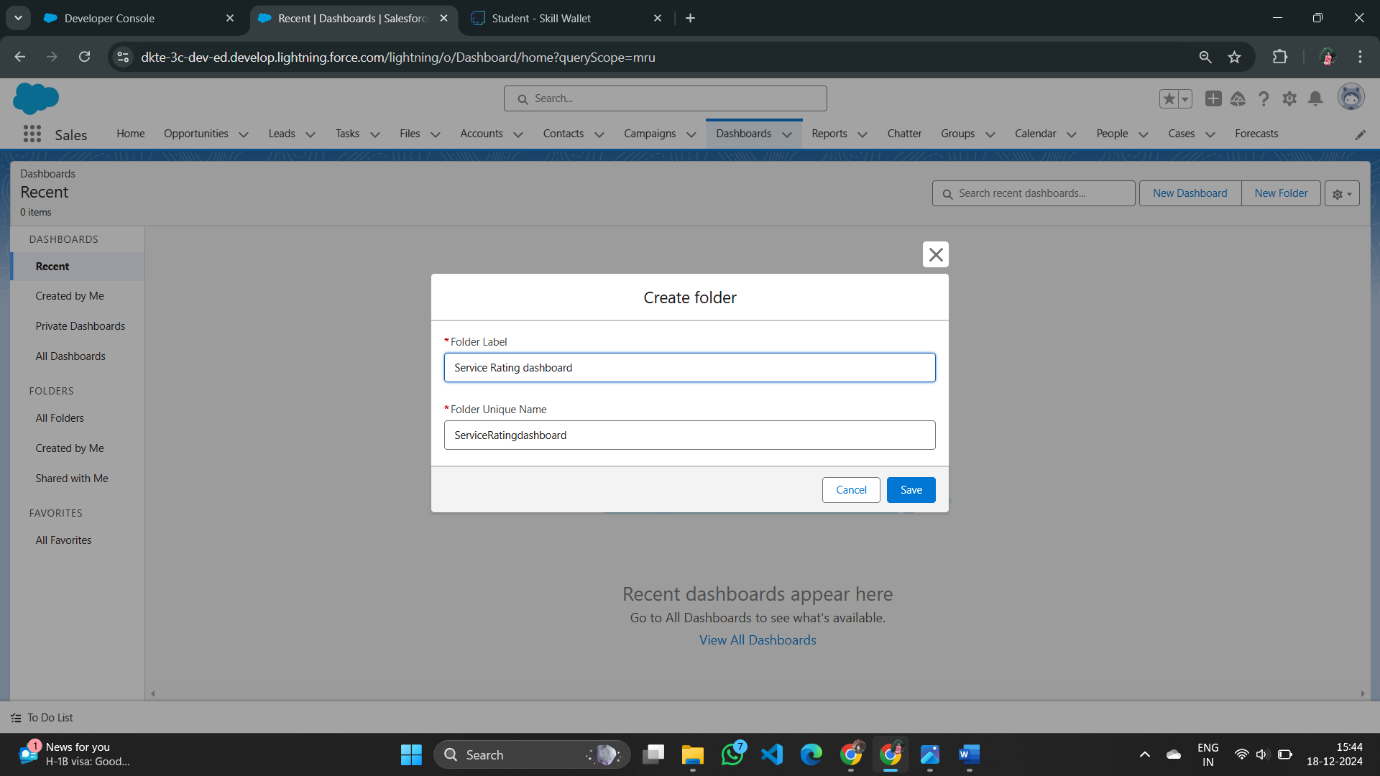 Developer Console
Recent | Dashboards | Salesforc
Student - Skill Wallet
dkte-3c-dev-ed.develop.lightning.force.com/lightning/o/Dashboard/home?queryScope=mru
Search...
Sales
Home
Opportunities
Leads
Tasks
Files
Accounts
Contacts
Campaigns
Dashboards
Reports
Chatter
Groups
Calendar
People
Cases
Forecasts
Dashboards
Recent
0 items
Search recent dashboards...
New Dashboard
New Folder
DASHBOARDS
Recent
Created by Me
Private Dashboards
All Dashboards
FOLDERS
All Folders
Created by Me
Shared with Me
FAVORITES
All Favorites
Create folder
*Folder Label
Service Rating dashboard
*Folder Unique Name
ServiceRatingdashboard
Cancel
Save
Recent dashboards appear here
Go to All Dashboards to see what's available.
View All Dashboards
To Do List
1
News for you
H-1B visa: Good...
Search
7
ENG
IN
15:44
18-12-2024